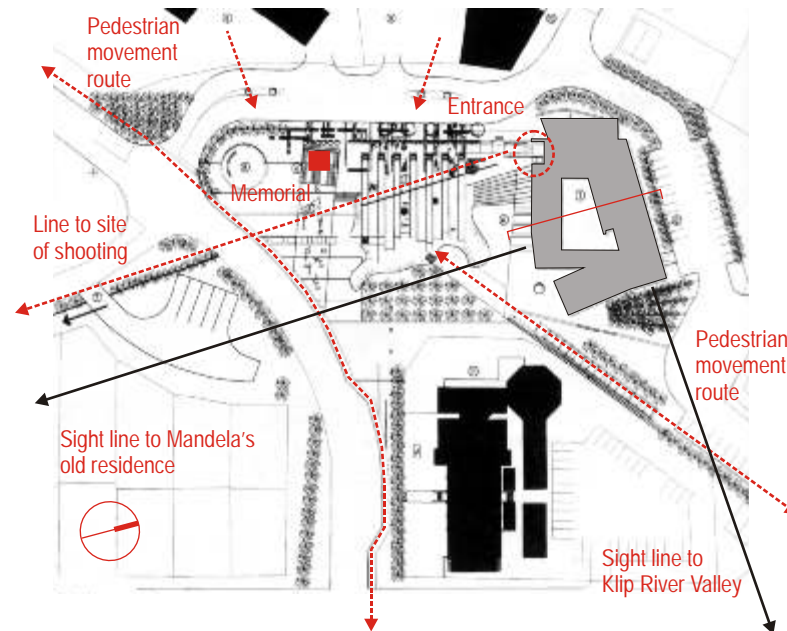 Pedestrian
movement
route
Entrance
Memorial
Line to site
of shooting
Pedestrian
movement
route
Sight line to Mandela's
old residence
Sight line to
Klip River Valley